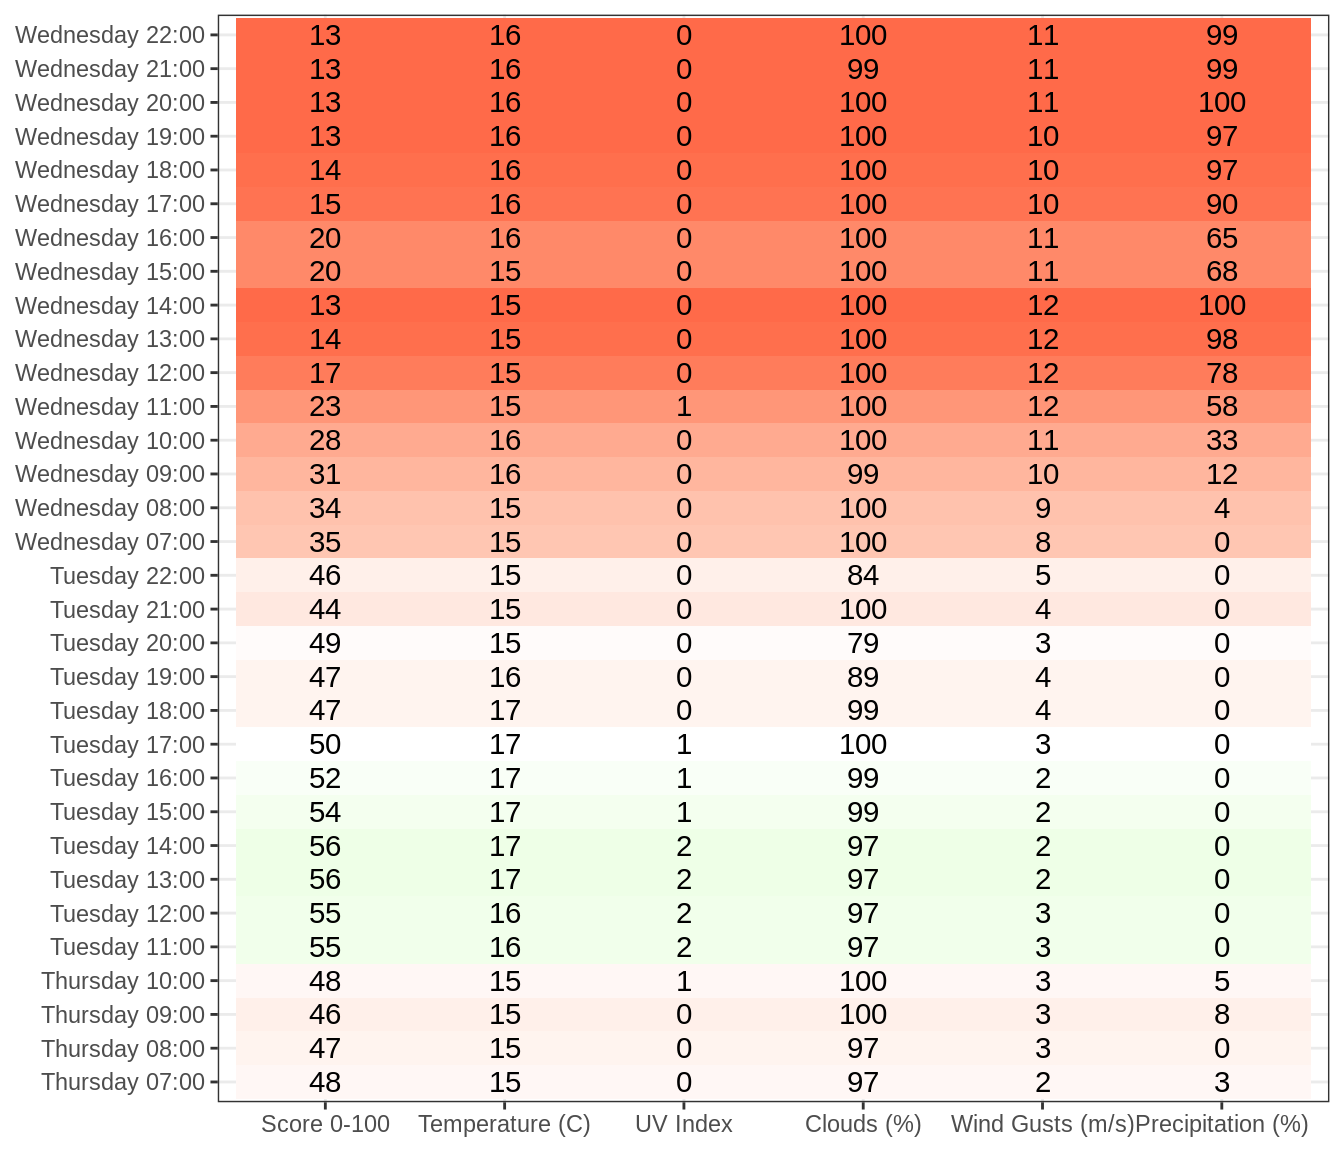 Wednesday 22:00 13 16 0 100 11 99
Wednesday 21:00 13 16 0 99 11 99
Wednesday 20:00 13 16 0 100 11 100
Wednesday 19:00 13 16 0 100 10 97
Wednesday 18:00 14 16 0 100 10 97
Wednesday 17:00 15 16 0 100 10 90
Wednesday 16:00 20 16 0 100 11 65
Wednesday 15:00 20 15 0 100 11 68
Wednesday 14:00 13 15 0 100 12 100
Wednesday 13:00 14 15 0 100 12 98
Wednesday 12:00 17 15 0 100 12 78
Wednesday 11:00 23 15 1 100 12 58
Wednesday 10:00 28 16 0 100 11 33
Wednesday 09:00 31 16 0 99 10 12
Wednesday 08:00 34 15 0 100 9 4
Wednesday 07:00 35 15 0 100 8 0
Tuesday 22:00 46 15 0 84 5 0
Tuesday 21:00 44 15 0 100 4 0
Tuesday 20:00 49 15 0 79 3 0
Tuesday 19:00 47 16 0 89 4 0
Tuesday 18:00 47 17 0 99 4 0
Tuesday 17:00 50 17 1 100 3 0
Tuesday 16:00 52 17 1 99 2 0
Tuesday 15:00 54 17 1 99 2 0
Tuesday 14:00 56 17 2 97 2 0
Tuesday 13:00 56 17 2 97 2 0
Tuesday 12:00 55 16 2 97 3 0
Tuesday 11:00 55 16 2 97 3 0
Thursday 10:00 48 15 1 100 3 5
Thursday 09:00 46 15 0 100 3 8
Thursday 08:00 47 15 0 97 3 0
Thursday 07:00 48 15 0 97 2 3
Score 0-100 Temperature (C) UV Index Clouds (%) Wind Gusts (m/s) Precipitation (%)